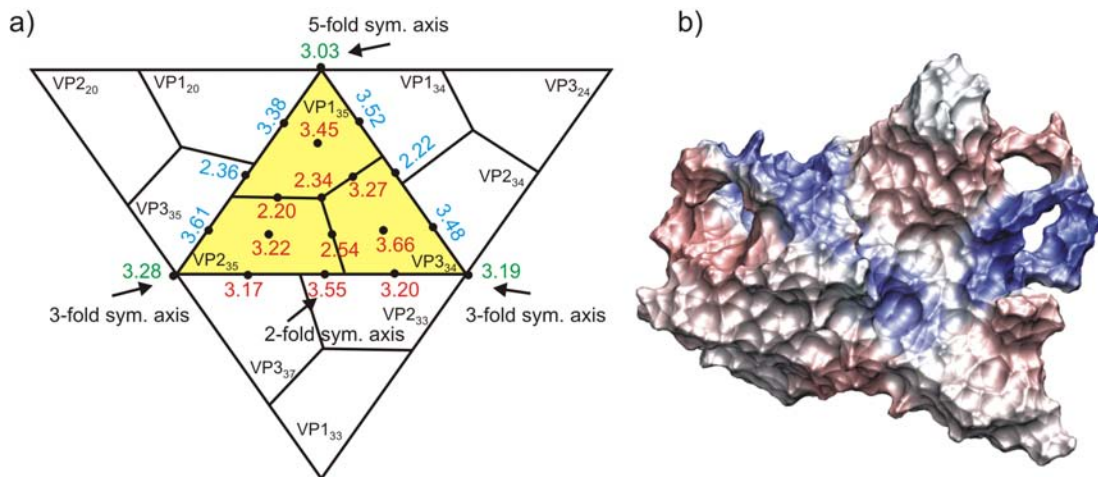 a)
b)
5-fold sym. axis
3.03
VP2₂₀
VP1₂₀
VP1₃₄
VP3₂₄
VP1₃₅
3.38
3.52
3.45
2.36
2.34
2.22
3.27
VP2₃₄
VP3₃₅
2.20
3.61
3.22
2.54
3.66
3.48
VP2₃₅
VP3₃₄
3.28
3.19
3.17
3.55
3.20
3-fold sym. axis
2-fold sym. axis
VP2₃₃
3-fold sym. axis
VP3₃₇
VP1₃₃